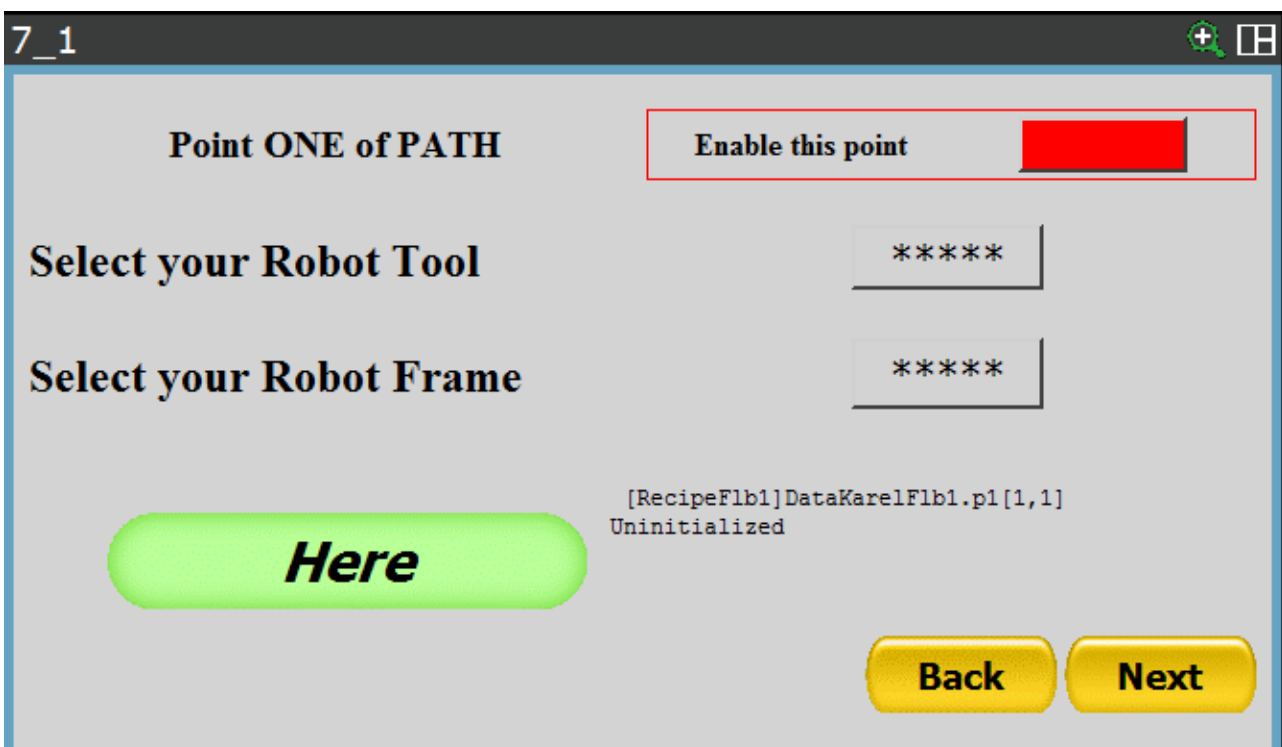 7_1
Point ONE of PATH
Enable this point
Select your Robot Tool
*****
Select your Robot Frame
*****
[RecipeFlb1]DataKarelFlb1.p1[1,1]
Uninitialized
Here
Back
Next